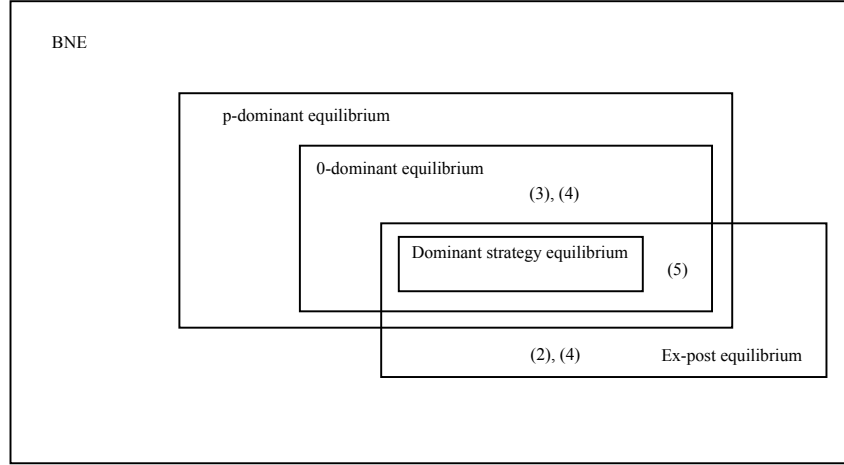 BNE
p-dominant equilibrium
0-dominant equilibrium
(3), (4)
Dominant strategy equilibrium
(5)
(2), (4)
Ex-post equilibrium